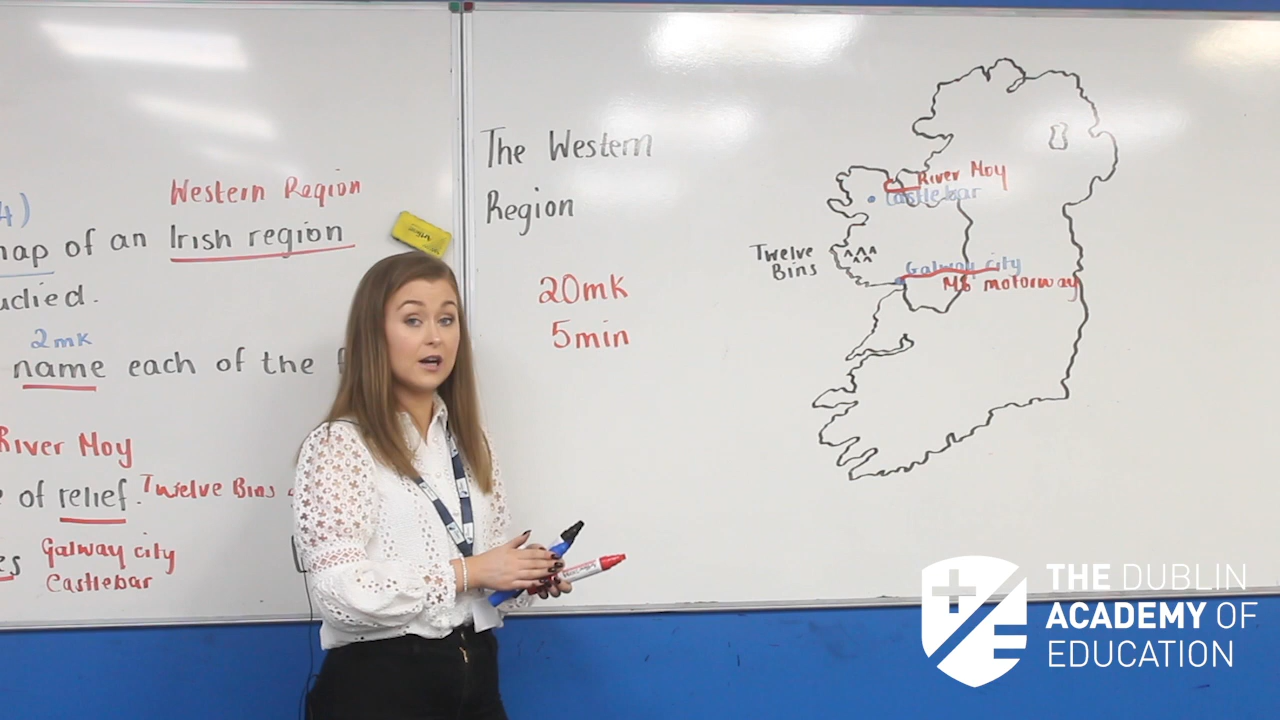 4)
Western Region
map of an Irish region
studied.
2mk
name each of the
River Moy
of relief. Twelve Bins
Galway city
Castlebar
The Western
Region
20mk
5min
River Moy
Castlebar
Twelve
Bins
Galway city
M6 motorway
THE DUBLIN
ACADEMY OF
EDUCATION